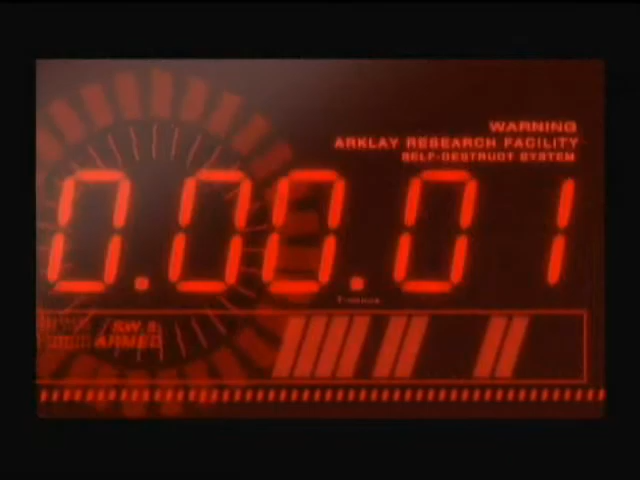 WARNING
ARKLAY RESEARCH FACILITY
SELF-DESTRUCT SYSTEM
0.00.01
ARMED